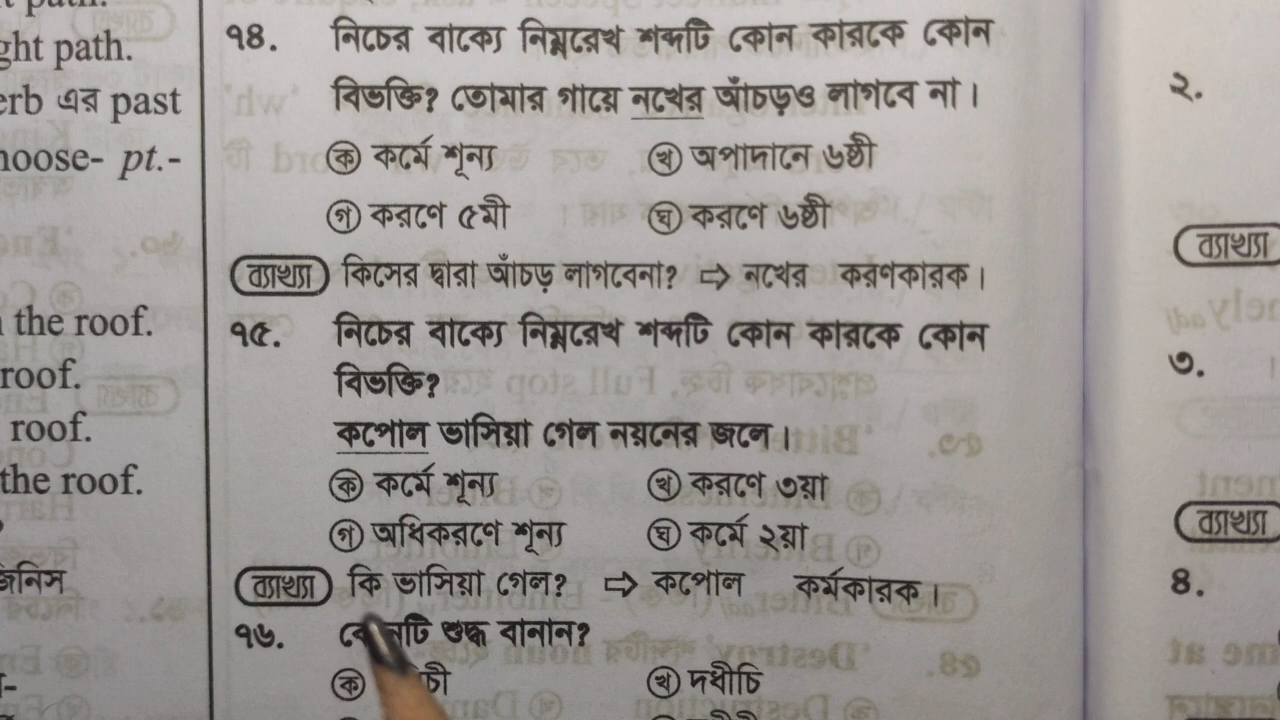 ght path.
erb এর past
hoose- pt.-
the roof.
roof.
roof.
the roof.
জিনিস
৭৪. নিচের বাক্যে নিম্নরেখ শব্দটি কোন কারকে কোন
বিভক্তি? তোমার গায়ে নখের আঁচড়ও লাগবে না।
ক কর্মে শূন্য খ অপাদানে ৬ষ্ঠী
গ করণে ৫মী ঘ করণে ৬ষ্ঠী
ব্যাখ্যা কিসের দ্বারা আঁচড় লাগবেনা? ⇨ নখের করণকারক।
৭৫. নিচের বাক্যে নিম্নরেখ শব্দটি কোন কারকে কোন
বিভক্তি?
কপোল ভাসিয়া গেল নয়নের জলে।
ক কর্মে শূন্য খ করণে ৩য়া
গ অধিকরণে শূন্য ঘ কর্মে ২য়া
ব্যাখ্যা কি ভাসিয়া গেল? ⇨ কপোল কর্মকারক।
৭৬. শুদ্ধ বানান?
ক খ দধীচি
২.
ব্যাখ্যা
৩.
ব্যাখ্যা
৪.